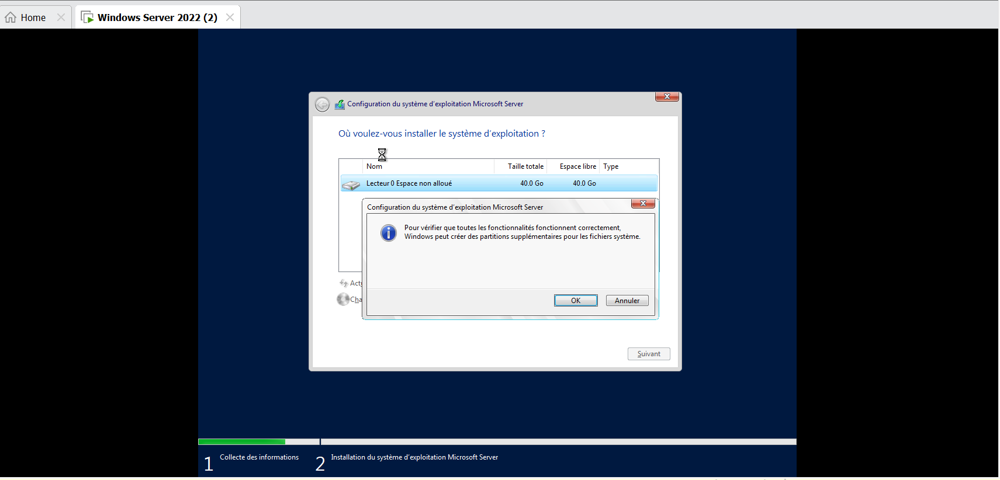 Home
Windows Server 2022 (2)
Configuration du système d'exploitation Microsoft Server
Où voulez-vous installer le système d'exploitation ?
Nom Taille totale Espace libre Type
Lecteur 0 Espace non alloué 40.0 Go 40.0 Go
Configuration du système d'exploitation Microsoft Server
Pour vérifier que toutes les fonctionnalités fonctionnent correctement,
Windows peut créer des partitions supplémentaires pour les fichiers système.
OK Annuler
Suivant
1 Collecte des informations
2 Installation du système d'exploitation Microsoft Server